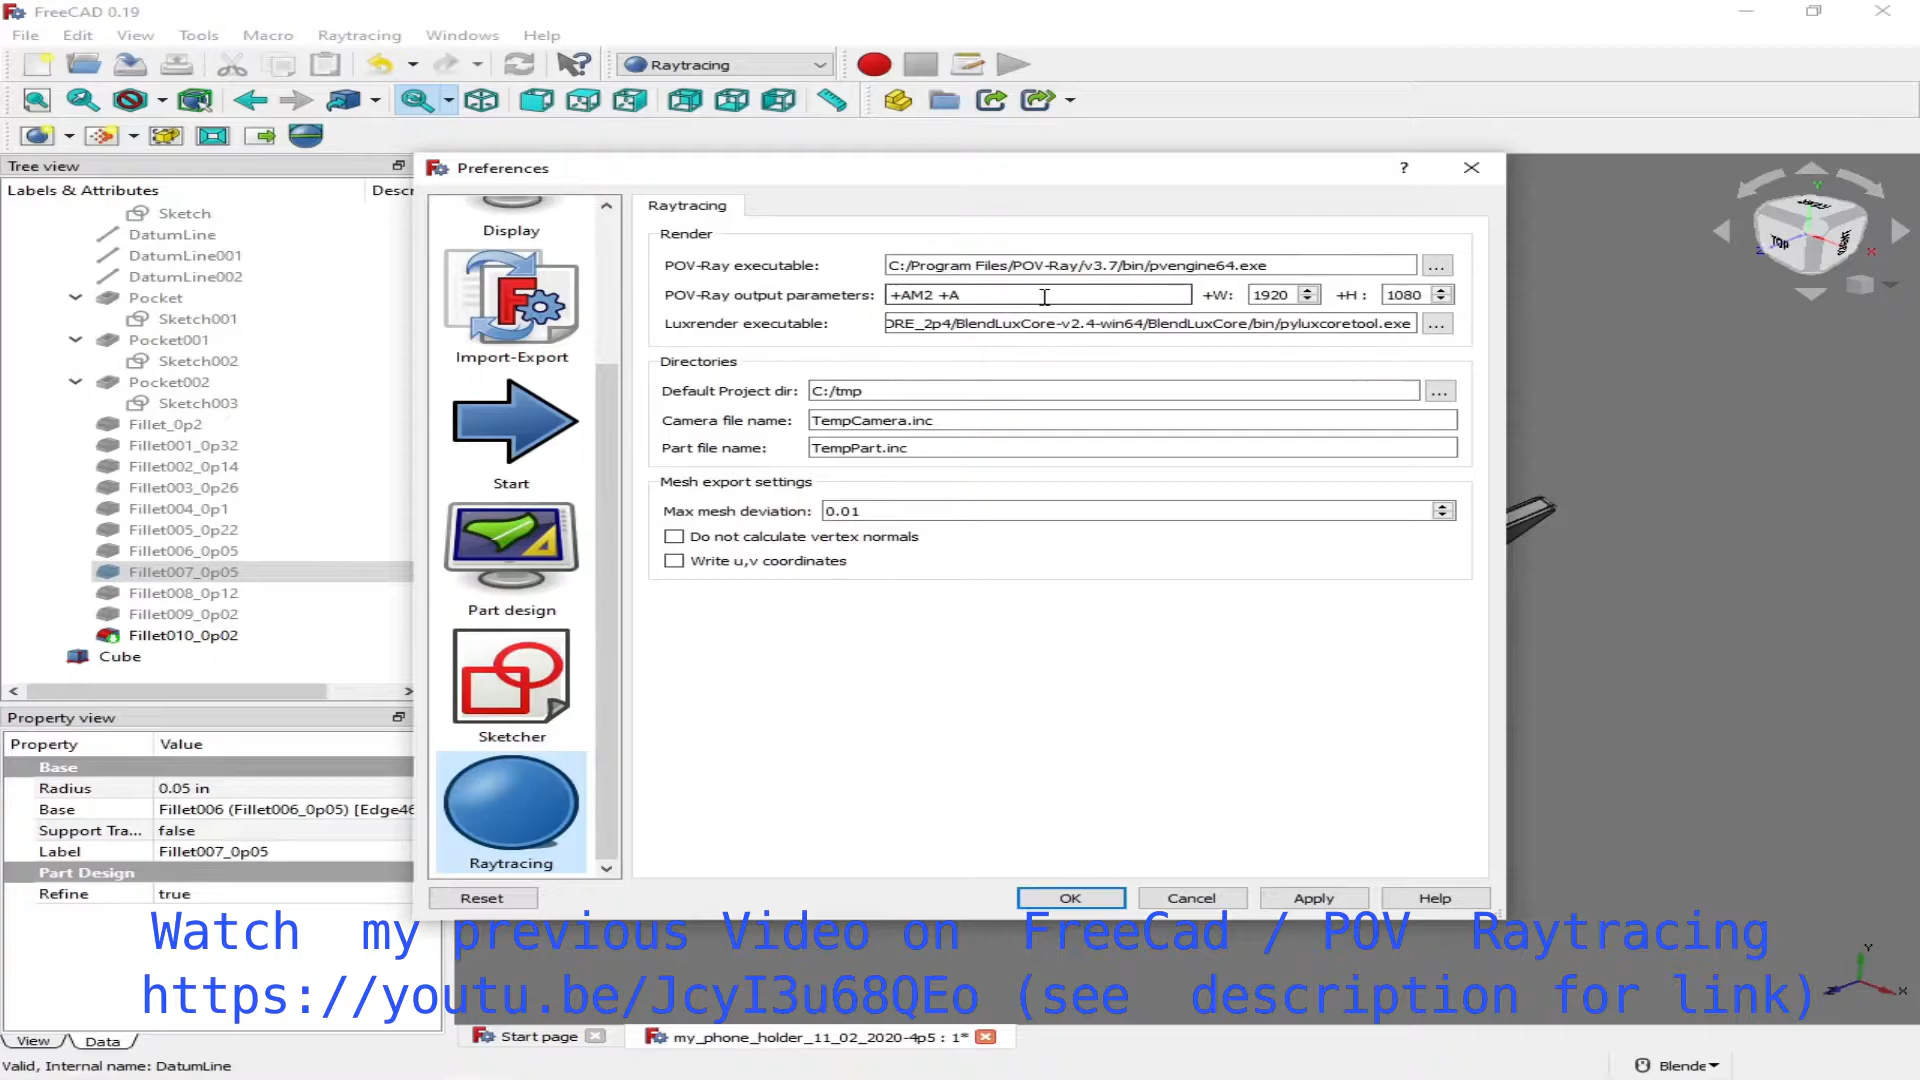 FreeCAD 0.19
File Edit View Tools Macro Raytracing Windows Help
Raytracing
Tree view
Labels & Attributes Descr
Sketch
DatumLine
DatumLine001
DatumLine002
Pocket
Sketch001
Pocket001
Sketch002
Pocket002
Sketch003
Fillet_0p2
Fillet001_0p32
Fillet002_0p14
Fillet003_0p26
Fillet004_0p1
Fillet005_0p22
Fillet006_0p05
Fillet007_0p05
Fillet008_0p12
Fillet009_0p02
Fillet010_0p02
Cube
Property view
Property Value
Base
Radius 0.05 in
Base Fillet006 (Fillet006_0p05) [Edge46
Support Tra... false
Label Fillet007_0p05
Part Design
Refine true
View Data
Valid, Internal name: DatumLine
Preferences ?
Display
Import-Export
Start
Part design
Sketcher
Raytracing
Raytracing
Render
POV-Ray executable: C:/Program Files/POV-Ray/v3.7/bin/pvengine64.exe ...
POV-Ray output parameters: +AM2 +A +W: 1920 +H : 1080
Luxrender executable: ORE_2p4/BlendLuxCore-v2.4-win64/BlendLuxCore/bin/pyluxcoretool.exe ...
Directories
Default Project dir: C:/tmp ...
Camera file name: TempCamera.inc
Part file name: TempPart.inc
Mesh export settings
Max mesh deviation: 0.01
Do not calculate vertex normals
Write u,v coordinates
Reset OK Cancel Apply Help
Watch my previous Video on FreeCad / POV Raytracing
https://youtu.be/JcyI3u68QEo (see description for link)
Start page my_phone_holder_11_02_2020-4p5 : 1*
TOP
Y
X
Z
Y
X
Blende